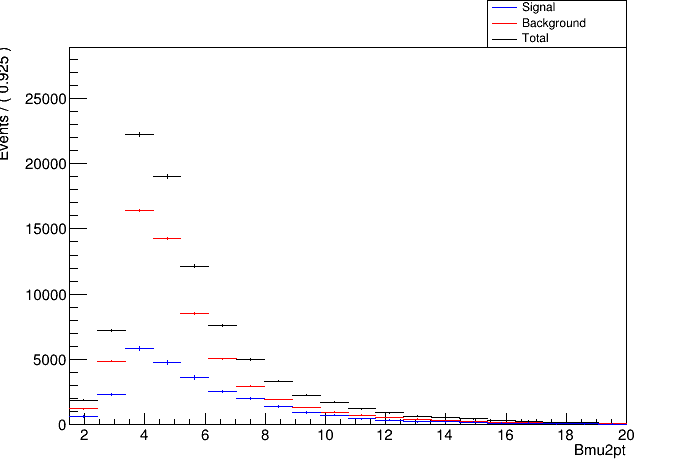 Signal
Background
Total
Events / ( 0.925 )
25000
20000
15000
10000
5000
0
2 4 6 8 10 12 14 16 18 20
Bmu2pt